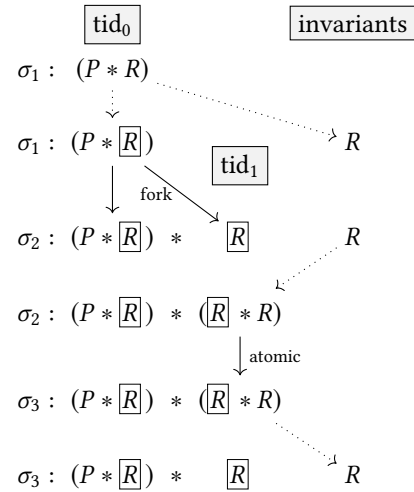 tid₀ invariants
σ₁ : (P ∗ R)
σ₁ : (P ∗ R) R
tid₁
fork
σ₂ : (P ∗ R) ∗ R R
σ₂ : (P ∗ R) ∗ (R ∗ R)
atomic
σ₃ : (P ∗ R) ∗ (R ∗ R)
σ₃ : (P ∗ R) ∗ R R